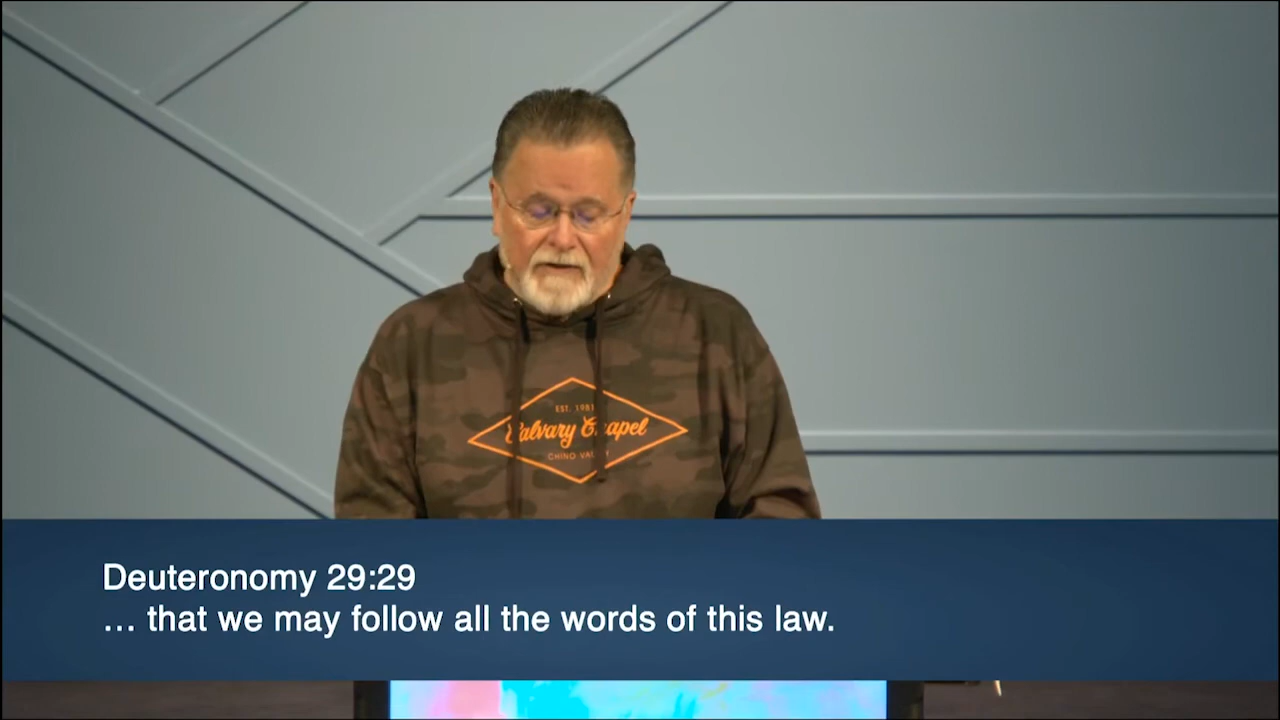 EST. 1981
Calvary Chapel
CHINO VALLEY
Deuteronomy 29:29
… that we may follow all the words of this law.